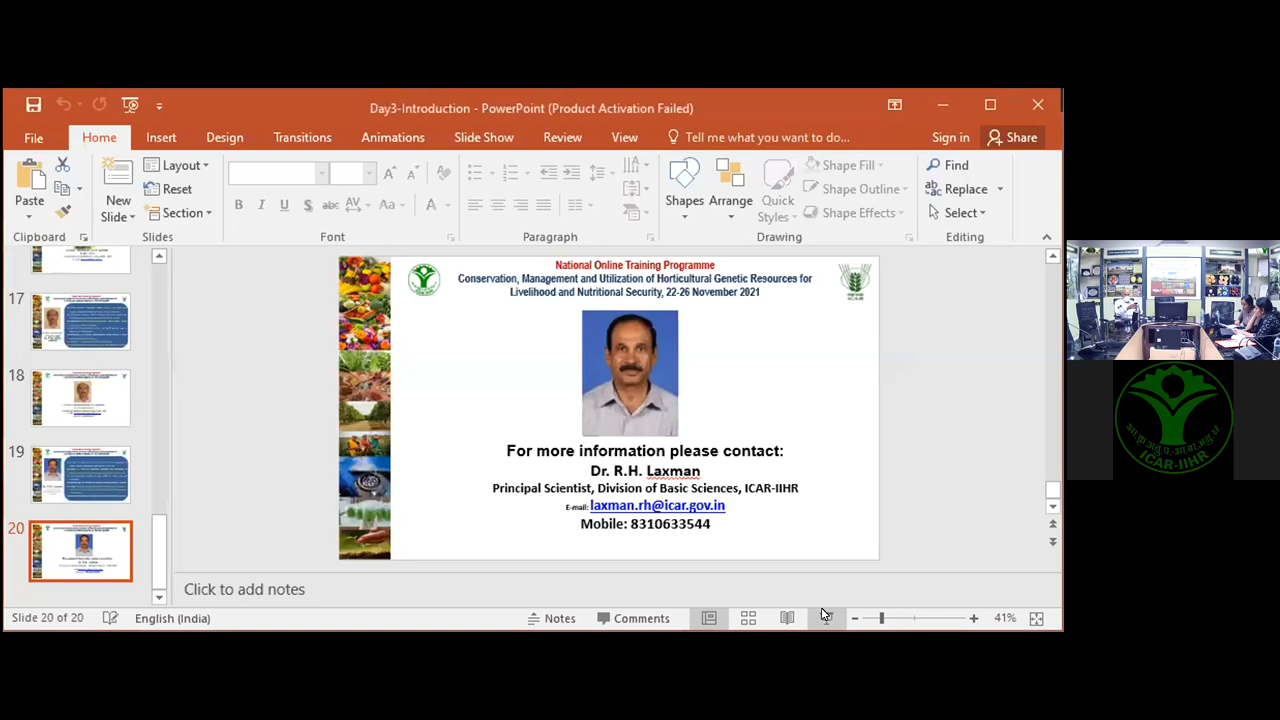 Day3-Introduction - PowerPoint (Product Activation Failed)
File Home Insert Design Transitions Animations Slide Show Review View Tell me what you want to do... Sign in Share
Paste
New Slide
Layout
Reset
Section
B I U S abc AV Aa A
Shapes
Arrange
Quick Styles
Shape Fill
Shape Outline
Shape Effects
Find
Replace
Select
Clipboard Slides Font Paragraph Drawing Editing
17
18
19
20
National Online Training Programme
Conservation, Management and Utilization of Horticultural Genetic Resources for
Livelihood and Nutritional Security, 22-26 November 2021
ICAR
For more information please contact:
Dr. R.H. Laxman
Principal Scientist, Division of Basic Sciences, ICAR-IIHR
E-mail: laxman.rh@icar.gov.in
Mobile: 8310633544
Click to add notes
Slide 20 of 20 English (India) Notes Comments 41%
ICAR-IIHR